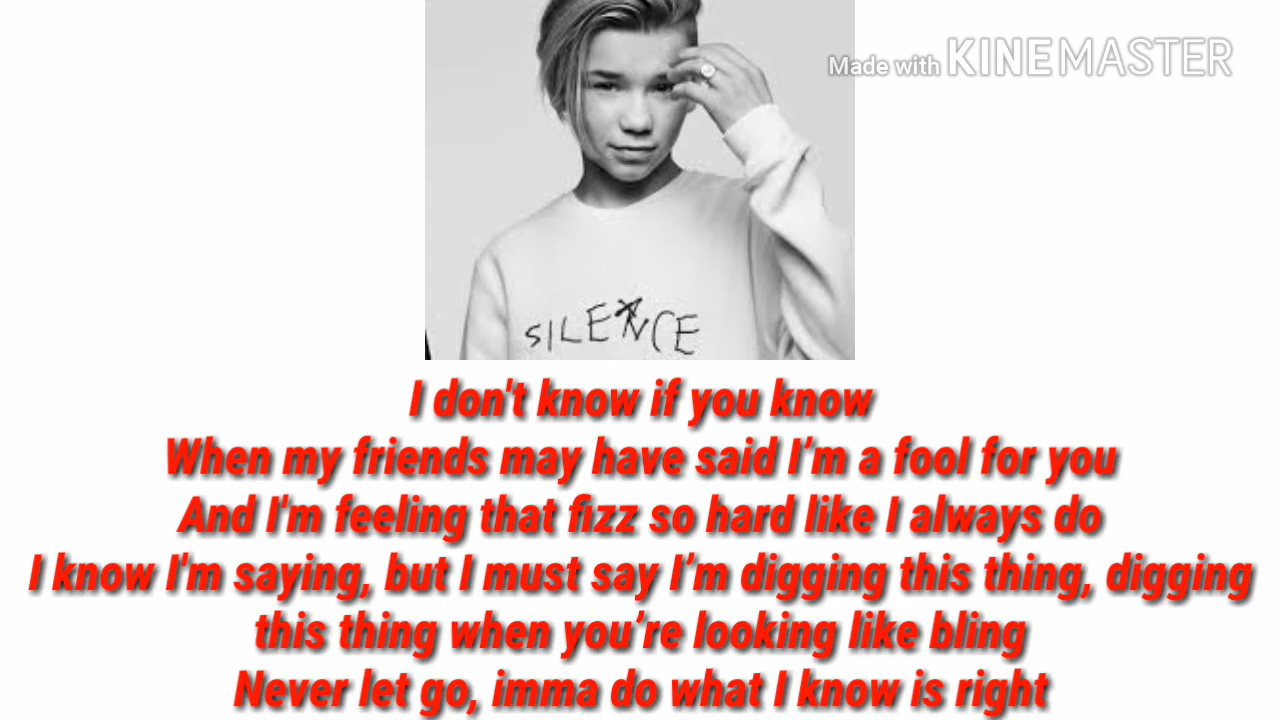 Made with KINEMASTER
SILENCE
I don't know if you know
When my friends may have said I’m a fool for you
And I'm feeling that fizz so hard like I always do
I know I'm saying, but I must say I’m digging this thing, digging
this thing when you’re looking like bling
Never let go, imma do what I know is right